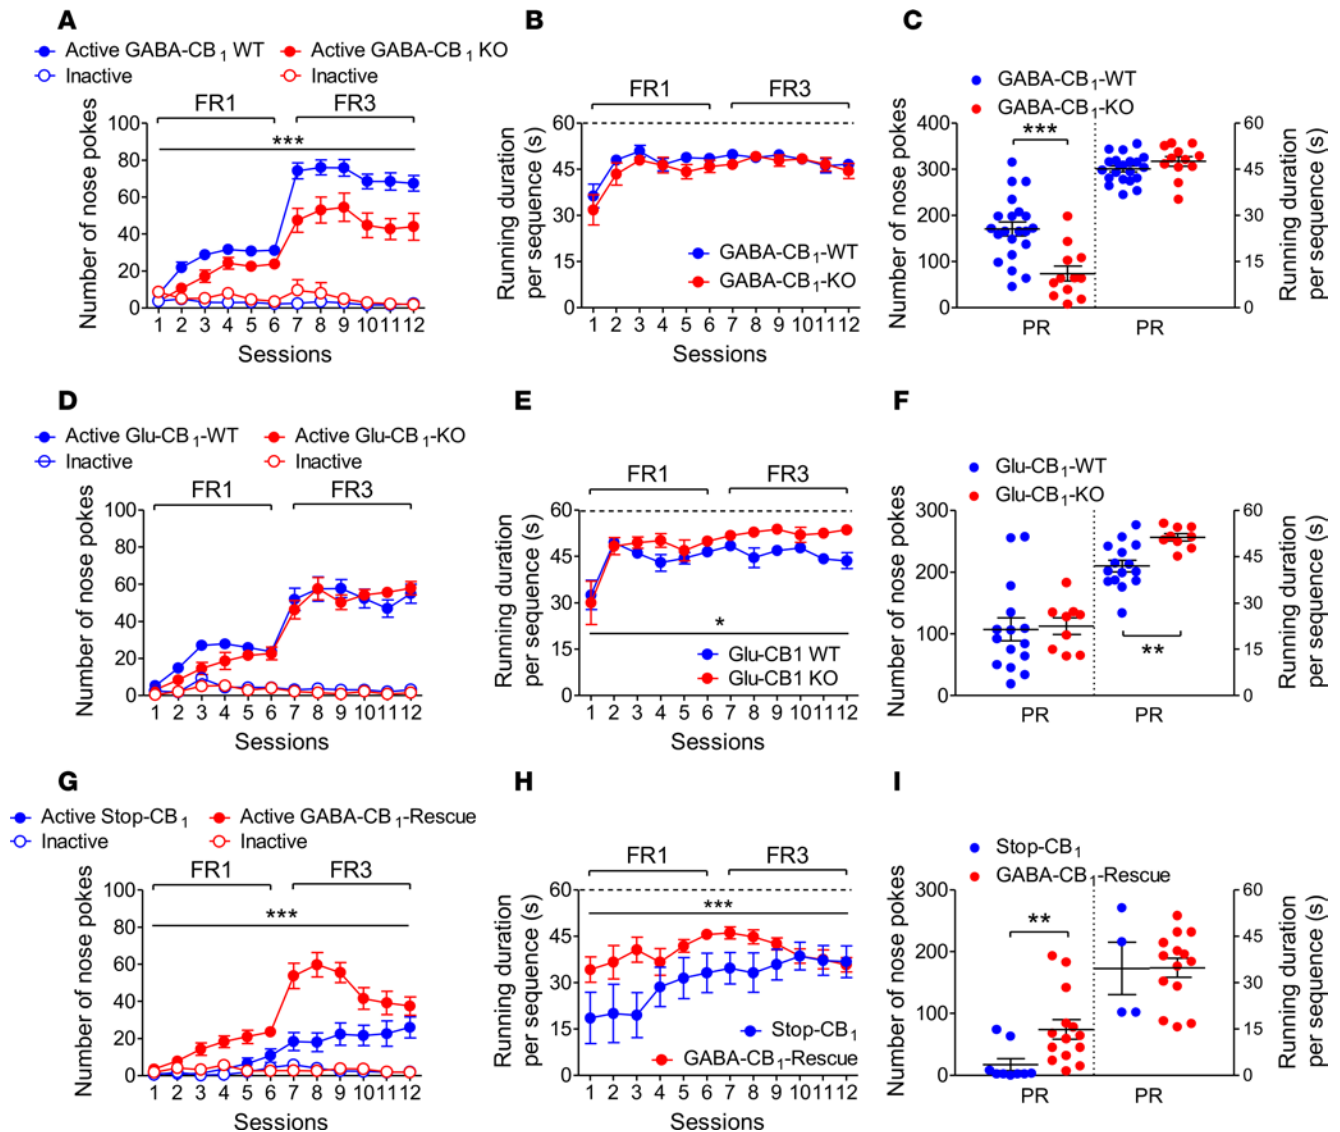 A
Active GABA-CB1 WT
Active GABA-CB1 KO
Inactive
Inactive
FR1
FR3
***
Number of nose pokes
100
80
60
40
20
0
1 2 3 4 5 6 7 8 9 10 11 12
Sessions
B
FR1
FR3
Running duration
per sequence (s)
60
45
30
15
0
GABA-CB1-WT
GABA-CB1-KO
1 2 3 4 5 6 7 8 9 10 11 12
Sessions
C
GABA-CB1-WT
GABA-CB1-KO
***
Number of nose pokes
400
300
200
100
0
60
45
30
15
0
Running duration
per sequence (s)
PR
PR
D
Active Glu-CB1-WT
Active Glu-CB1-KO
Inactive
Inactive
FR1
FR3
Number of nose pokes
100
80
60
40
20
0
1 2 3 4 5 6 7 8 9 10 11 12
Sessions
E
FR1
FR3
Running duration
per sequence (s)
60
45
30
15
0
*
Glu-CB1 WT
Glu-CB1 KO
1 2 3 4 5 6 7 8 9 10 11 12
Sessions
F
Glu-CB1-WT
Glu-CB1-KO
Number of nose pokes
300
200
100
0
60
45
30
15
0
**
Running duration
per sequence (s)
PR
PR
G
Active Stop-CB1
Active GABA-CB1-Rescue
Inactive
Inactive
FR1
FR3
***
Number of nose pokes
100
80
60
40
20
0
1 2 3 4 5 6 7 8 9 10 11 12
Sessions
H
FR1
FR3
***
Running duration
per sequence (s)
60
45
30
15
0
Stop-CB1
GABA-CB1-Rescue
1 2 3 4 5 6 7 8 9 10 11 12
Sessions
I
Stop-CB1
GABA-CB1-Rescue
**
Number of nose pokes
300
200
100
0
60
45
30
15
0
Running duration
per sequence (s)
PR
PR